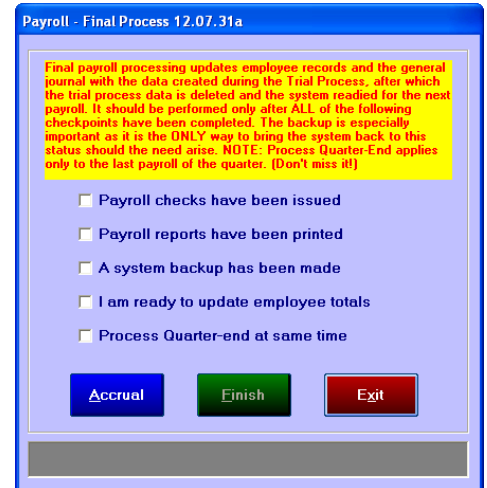 Payroll - Final Process 12.07.31a
Final payroll processing updates employee records and the general
journal with the data created during the Trial Process, after which
the trial process data is deleted and the system readied for the next
payroll. It should be performed only after ALL of the following
checkpoints have been completed. The backup is especially
important as it is the ONLY way to bring the system back to this
status should the need arise. NOTE: Process Quarter-End applies
only to the last payroll of the quarter. (Don't miss it!)
Payroll checks have been issued
Payroll reports have been printed
A system backup has been made
I am ready to update employee totals
Process Quarter-end at same time
Accrual
Finish
Exit